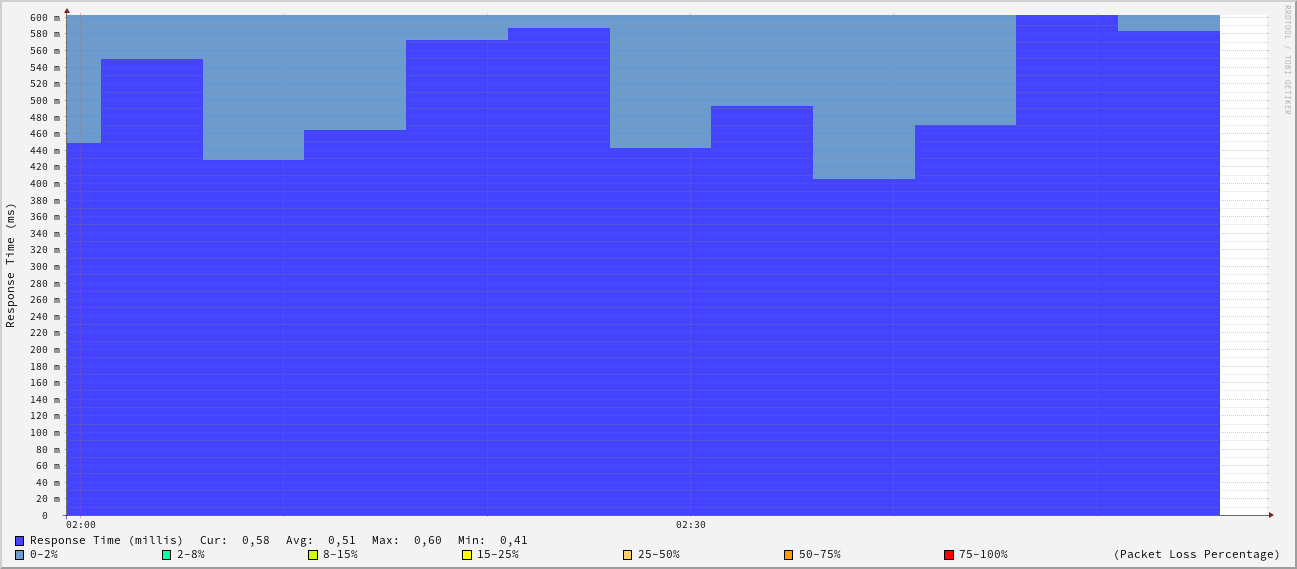 RRDTOOL / TOBI OETIKER
Response Time (ms)
600 m
580 m
560 m
540 m
520 m
500 m
480 m
460 m
440 m
420 m
400 m
380 m
360 m
340 m
320 m
300 m
280 m
260 m
240 m
220 m
200 m
180 m
160 m
140 m
120 m
100 m
80 m
60 m
40 m
20 m
0
02:00 02:30
Response Time (millis) Cur: 0,58 Avg: 0,51 Max: 0,60 Min: 0,41
0-2% 2-8% 8-15% 15-25% 25-50% 50-75% 75-100% (Packet Loss Percentage)